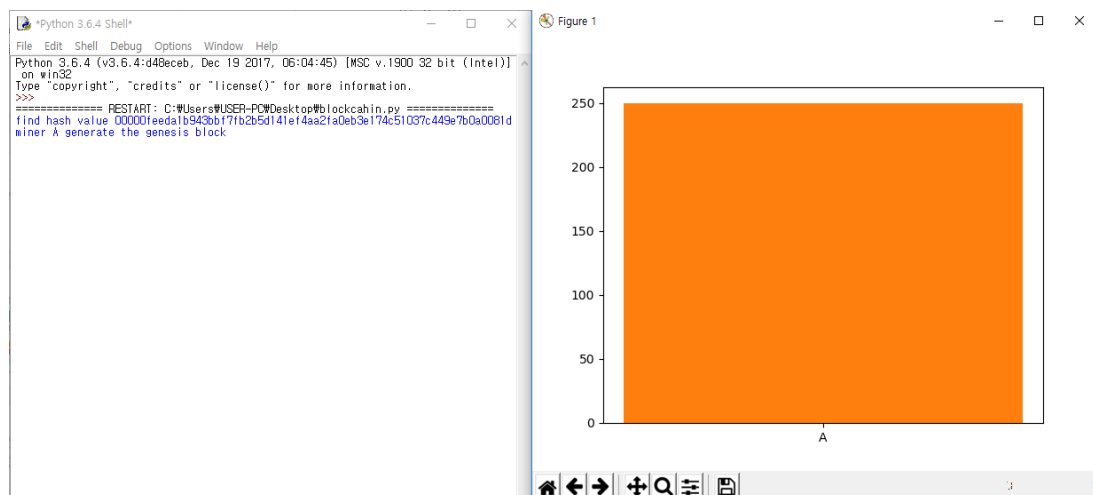 *Python 3.6.4 Shell*
File Edit Shell Debug Options Window Help
Python 3.6.4 (v3.6.4:d48eceb, Dec 19 2017, 06:04:45) [MSC v.1900 32 bit (Intel)]
on win32
Type "copyright", "credits" or "license()" for more information.
>>>
============== RESTART: C:₩Users₩USER-PC₩Desktop₩blockcahin.py ==============
find hash value 00000feeda1b943bbf7fb2b5d141ef4aa2fa0eb3e174c51037c449e7b0a0081d
miner A generate the genesis block
Figure 1
250
200
150
100
50
0
A